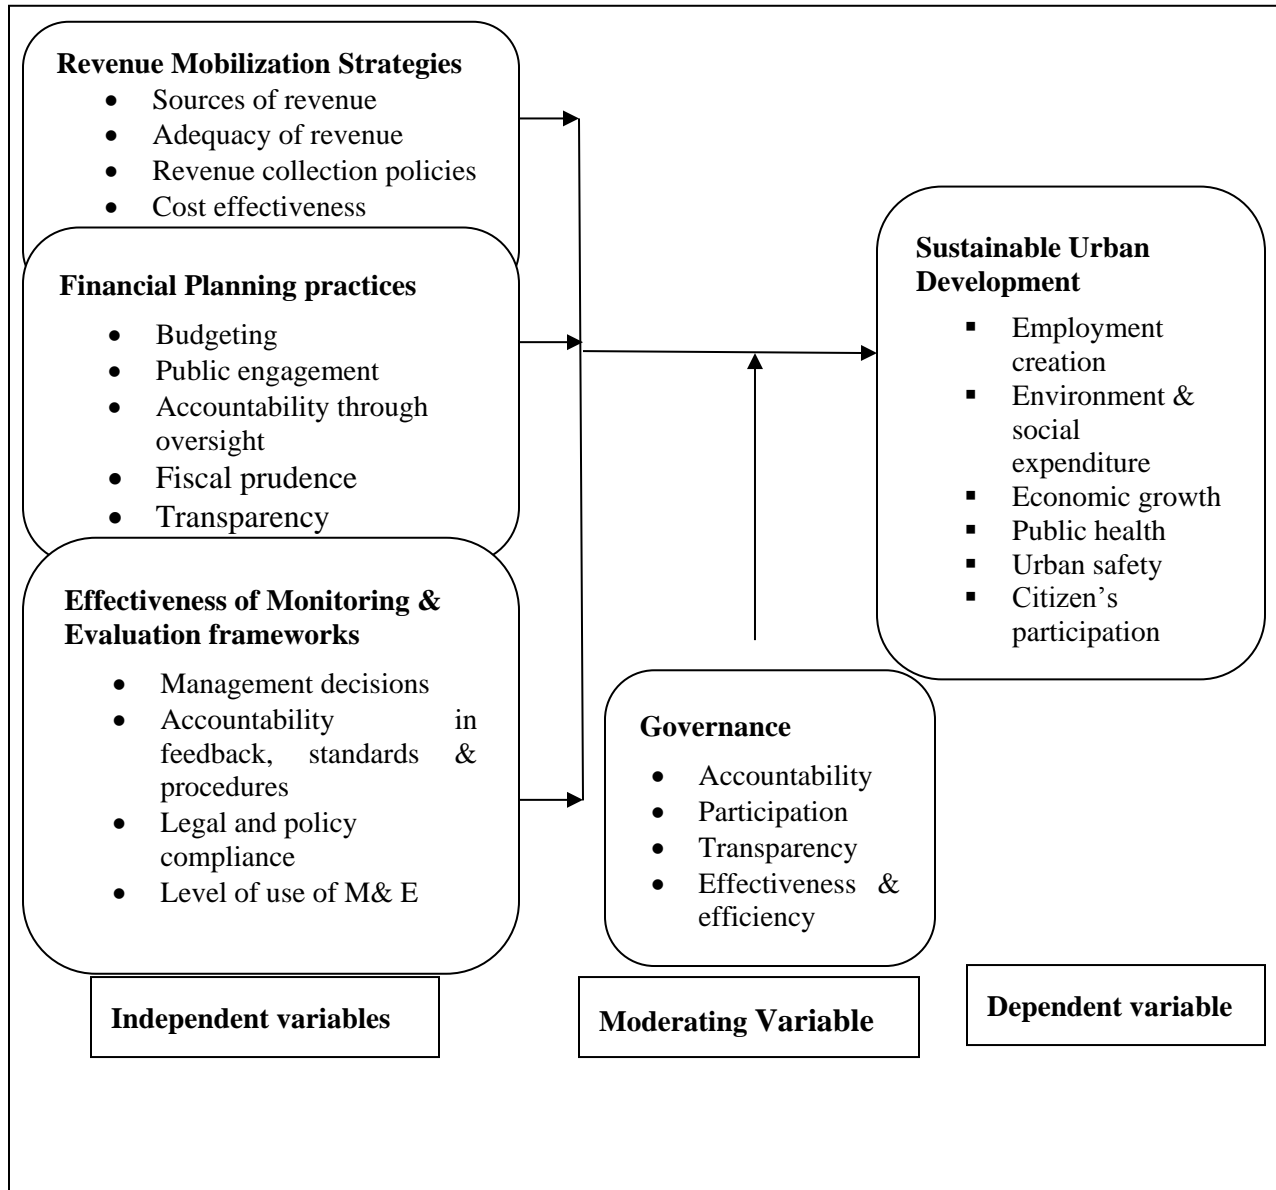 Revenue Mobilization Strategies
• Sources of revenue
• Adequacy of revenue
• Revenue collection policies
• Cost effectiveness
Financial Planning practices
• Budgeting
• Public engagement
• Accountability through
oversight
• Fiscal prudence
• Transparency
Effectiveness of Monitoring &
Evaluation frameworks
• Management decisions
• Accountability in
feedback, standards &
procedures
• Legal and policy
compliance
• Level of use of M& E
Governance
• Accountability
• Participation
• Transparency
• Effectiveness &
efficiency
Sustainable Urban
Development
▪ Employment
creation
▪ Environment &
social
expenditure
▪ Economic growth
▪ Public health
▪ Urban safety
▪ Citizen’s
participation
Independent variables
Moderating Variable
Dependent variable